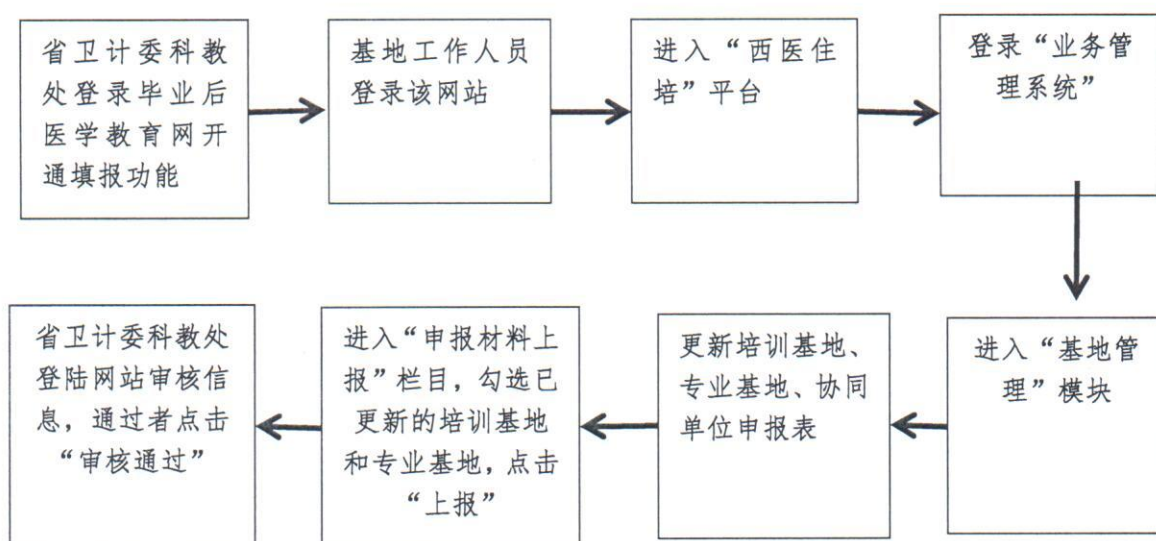 省卫计委科教
处登录毕业后
医学教育网开
通填报功能
基地工作人员
登录该网站
进入“西医住
培”平台
登录“业务管
理系统”
进入“基地管
理”模块
更新培训基地、
专业基地、协同
单位申报表
进入“申报材料上
报”栏目，勾选已
更新的培训基地
和专业基地，点击
“上报”
省卫计委科教处
登陆网站审核信
息，通过者点击
“审核通过”